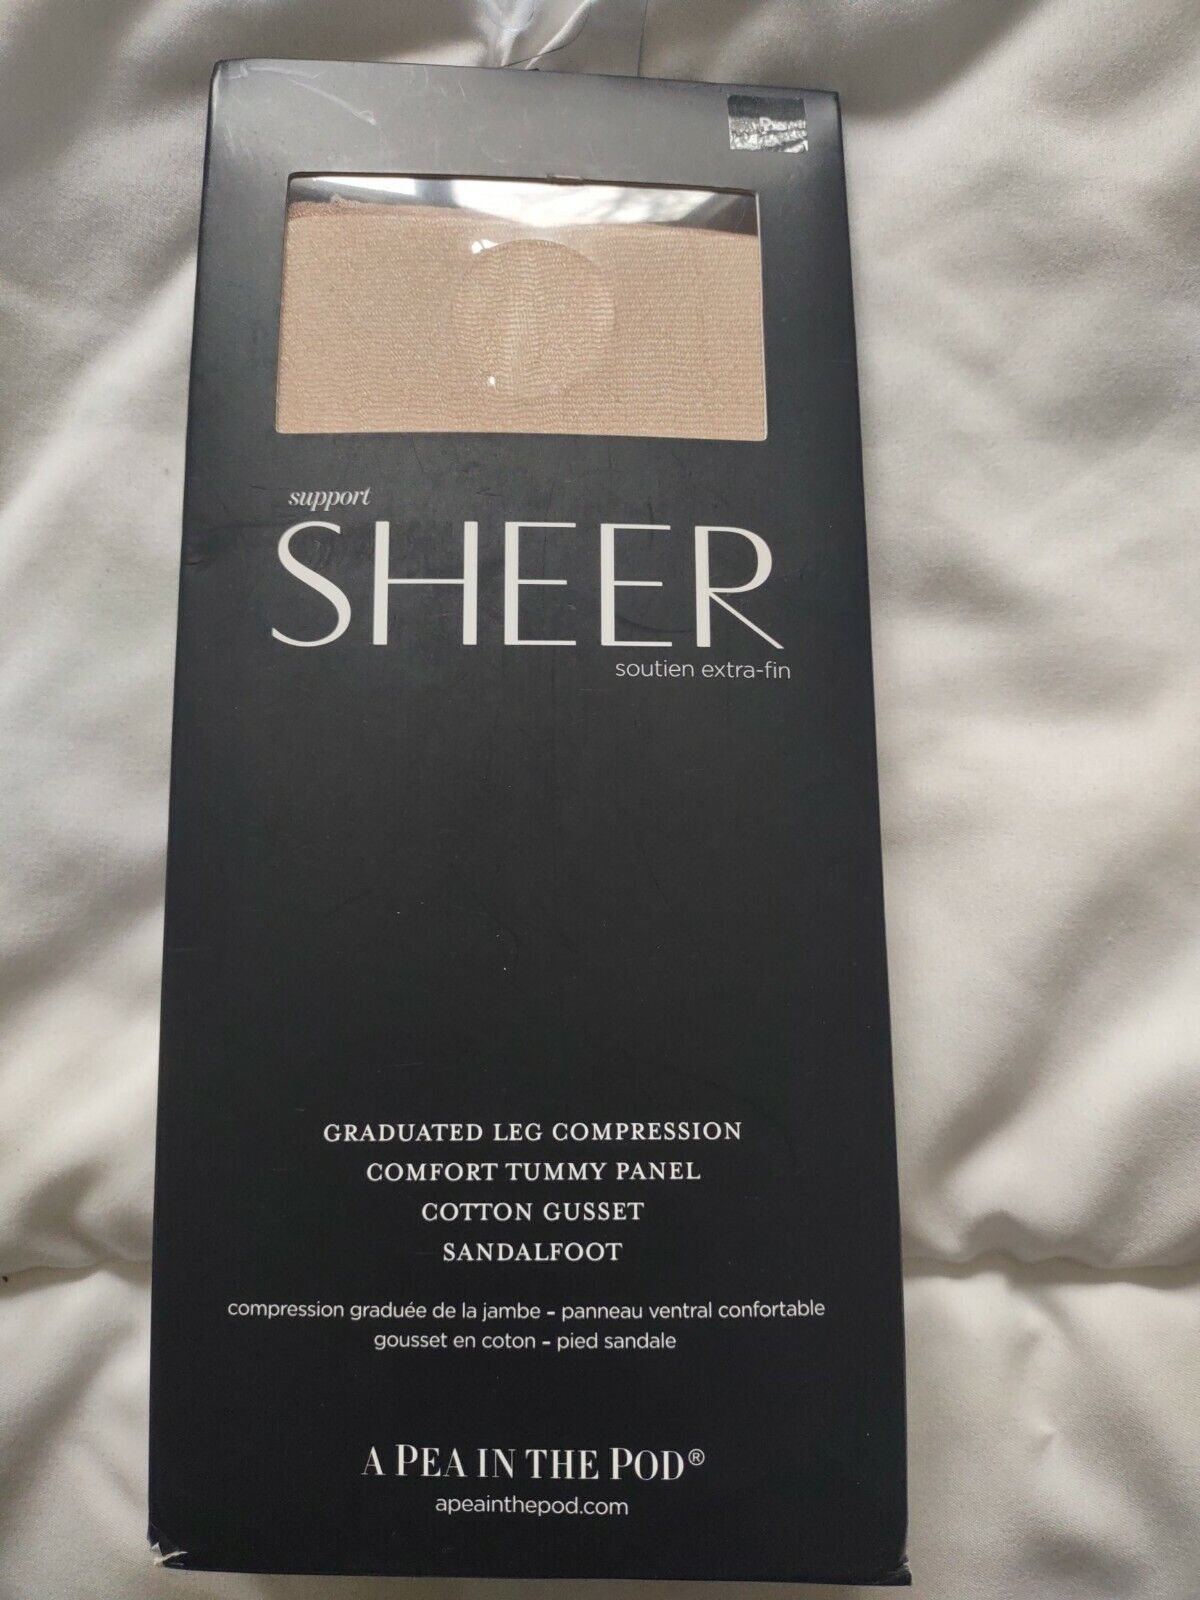 support
SHEER
soutien extra-fin
GRADUATED LEG COMPRESSION
COMFORT TUMMY PANEL
COTTON GUSSET
SANDALFOOT
compression graduée de la jambe – panneau ventral confortable
gousset en coton – pied sandale
A PEA IN THE POD®
apeainthepod.com